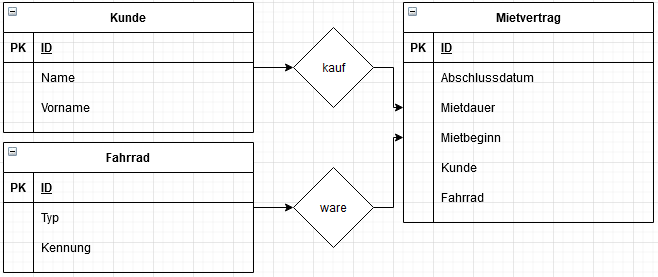 Kunde
PK ID
Name
Vorname
kauf
Fahrrad
PK ID
Typ
Kennung
ware
Mietvertrag
PK ID
Abschlussdatum
Mietdauer
Mietbeginn
Kunde
Fahrrad